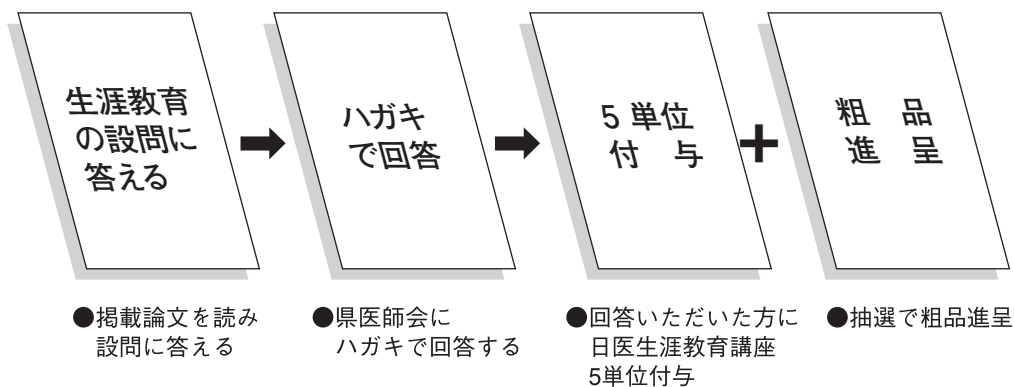 生涯教育
の設問に
答える
ハガキ
で回答
5単位
付　与
粗　品
進　呈
●掲載論文を読み
設問に答える
●県医師会に
ハガキで回答する
●回答いただいた方に
日医生涯教育講座
5単位付与
●抽選で粗品進呈